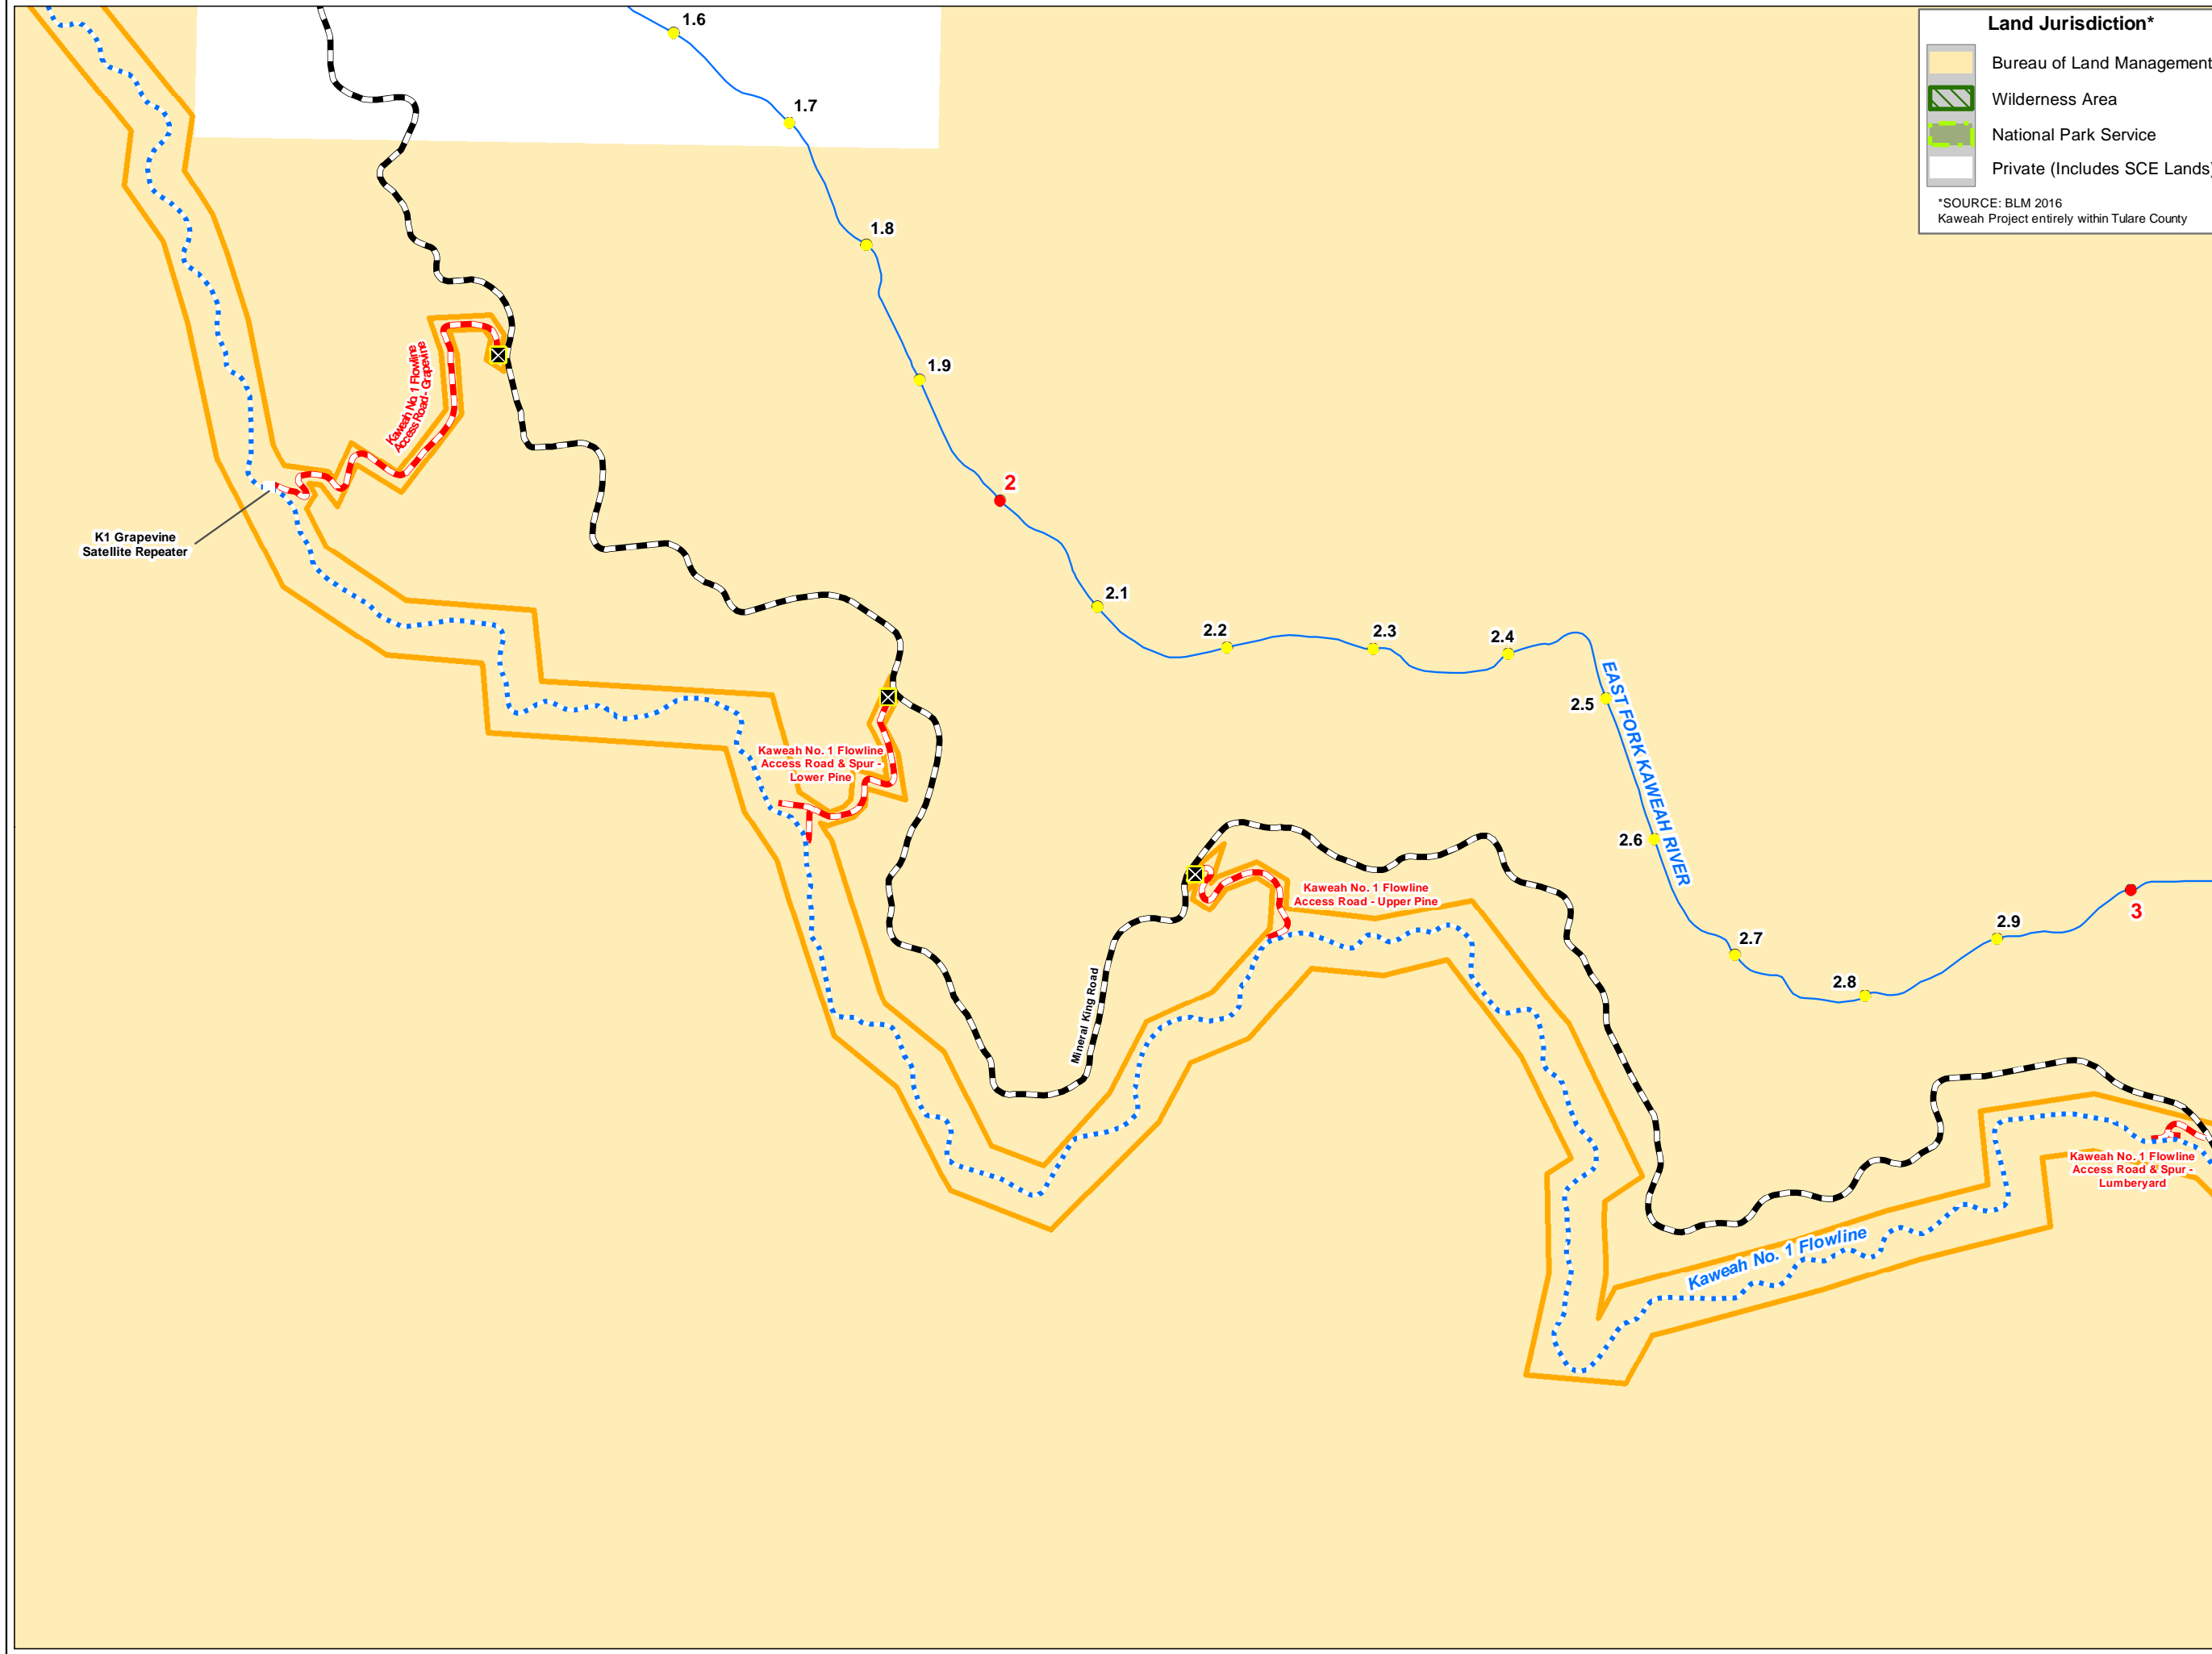 1.6
1.7
1.8
1.9
2
2.1
2.2
2.3
2.4
2.5
2.6
2.7
2.8
2.9
3
EAST FORK KAWEAH RIVER
Land Jurisdiction*
Bureau of Land Management
Wilderness Area
National Park Service
Private (Includes SCE Lands)
*SOURCE: BLM 2016
Kaweah Project entirely within Tulare County
Kaweah No. 1 Flowline
Access Road - Grapevine
K1 Grapevine
Satellite Repeater
Kaweah No. 1 Flowline
Access Road & Spur -
Lower Pine
Kaweah No. 1 Flowline
Access Road - Upper Pine
Mineral King Road
Kaweah No. 1 Flowline
Access Road & Spur -
Lumberyard
Kaweah No. 1 Flowline